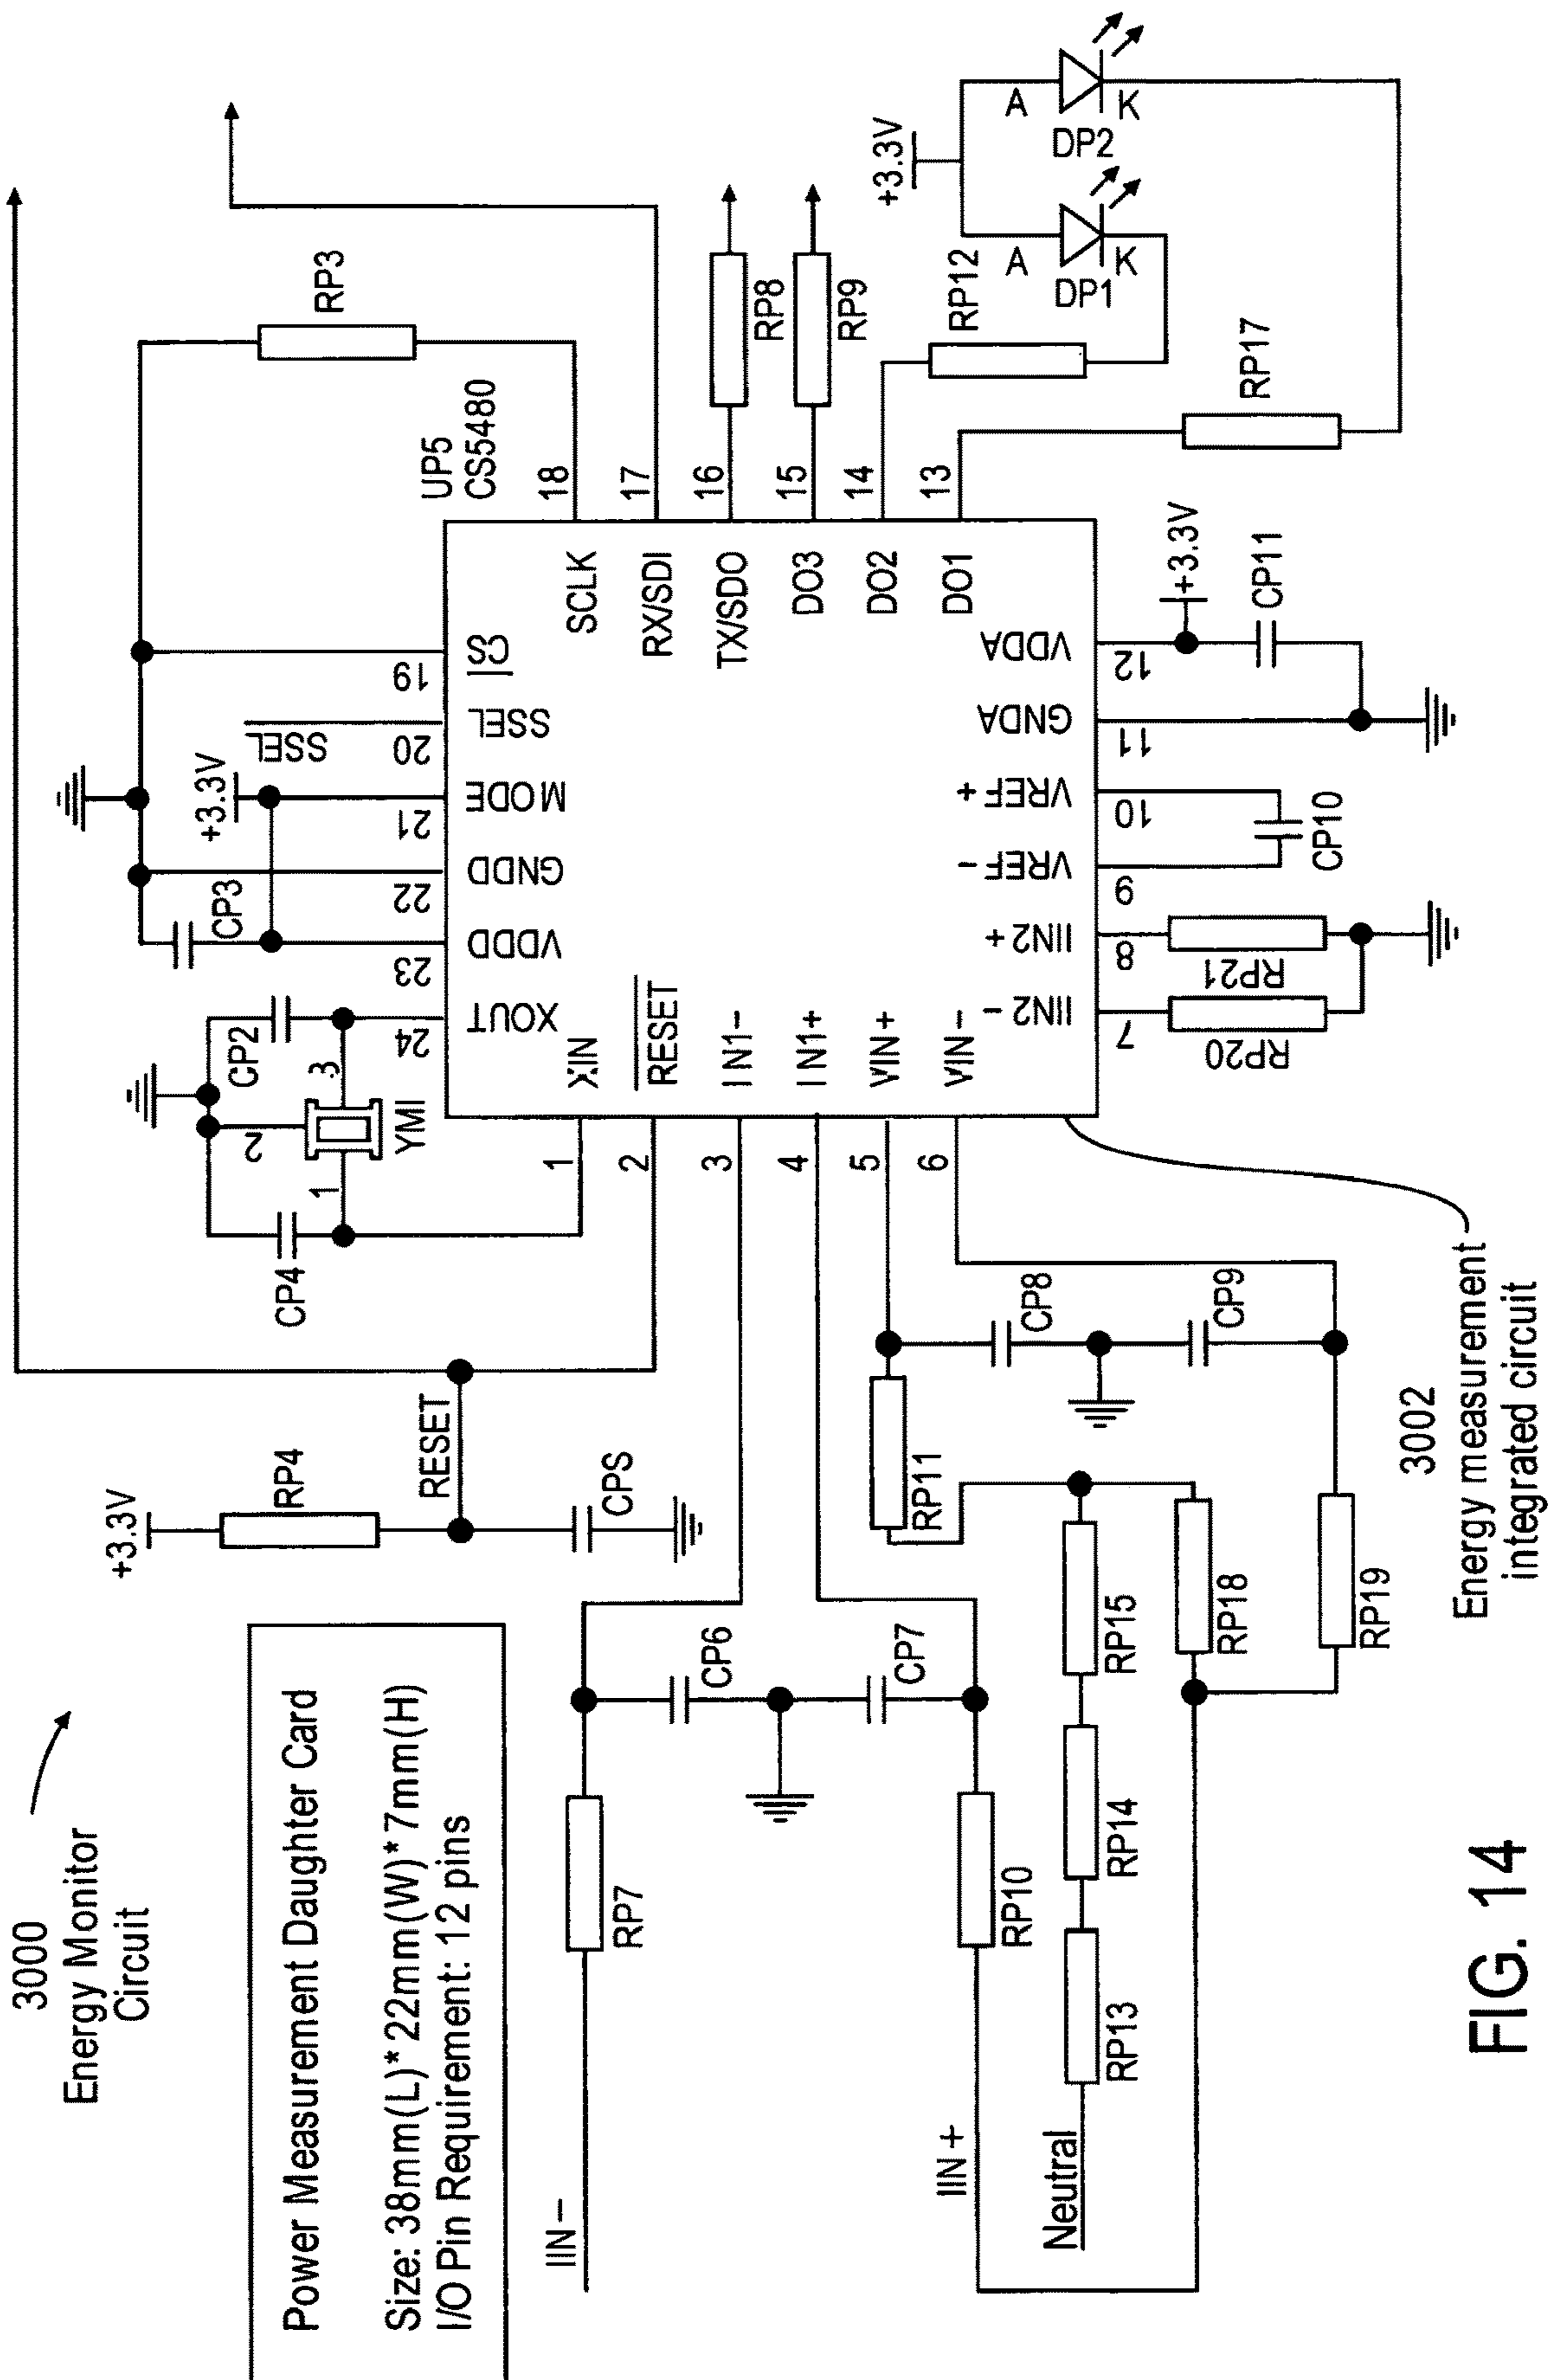 3000
Energy Monitor
Circuit
Power Measurement Daughter Card
Size: 38mm(L)*22mm(W)*7mm(H)
I/O Pin Requirement: 12 pins
+3.3V
RP4
RESET
CPS
CP4
CP2
1
2
3
YMI
CP3
+3.3V
SSEL
RP3
UP5
CS5480
24
23
22
21
20
19
XOUT
VDDD
GNDD
MODE
SSEL
CS
1
2
3
4
5
6
XIN
RESET
IN1-
IN1+
VIN+
VIN-
SCLK
RX/SDI
TX/SDO
DO3
DO2
DO1
18
17
16
15
14
13
IIN2-
IIN2+
VREF-
VREF+
GNDA
VDDA
7
8
9
10
11
12
RP8
RP9
RP12
RP17
+3.3V
A
K
DP1
A
K
DP2
+3.3V
CP11
CP10
RP21
RP20
IIN-
RP7
CP6
CP7
IIN+
RP10
Neutral
RP13
RP14
RP15
RP11
RP18
RP19
CP8
CP9
3002
Energy measurement
integrated circuit
FIG. 14